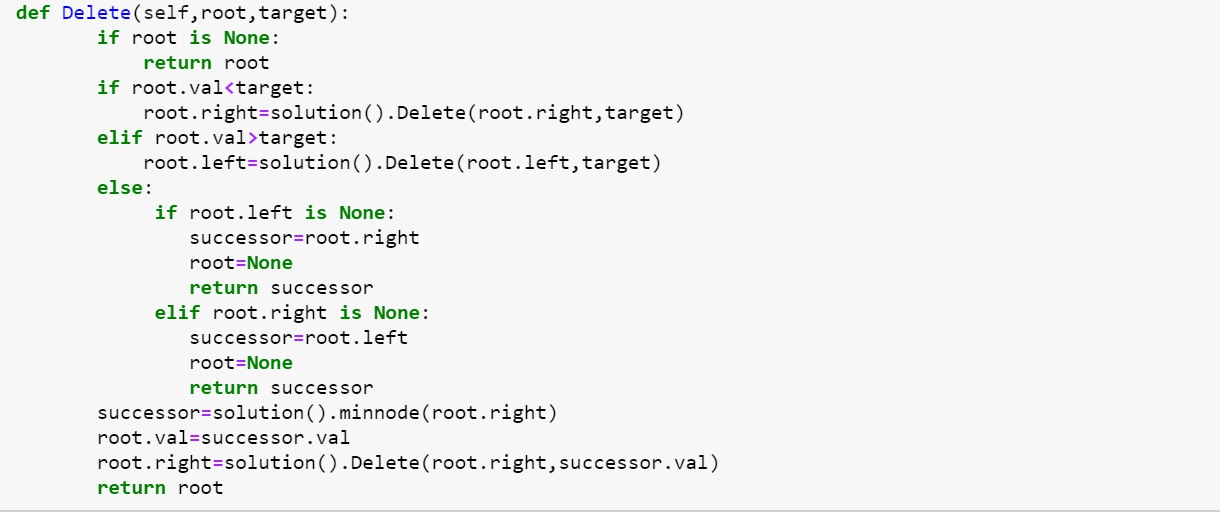 def Delete(self,root,target):
        if root is None:
            return root
        if root.val<target:
            root.right=solution().Delete(root.right,target)
        elif root.val>target:
            root.left=solution().Delete(root.left,target)
        else:
             if root.left is None:
                successor=root.right
                root=None
                return successor
             elif root.right is None:
                successor=root.left
                root=None
                return successor
        successor=solution().minnode(root.right)
        root.val=successor.val
        root.right=solution().Delete(root.right,successor.val)
        return root